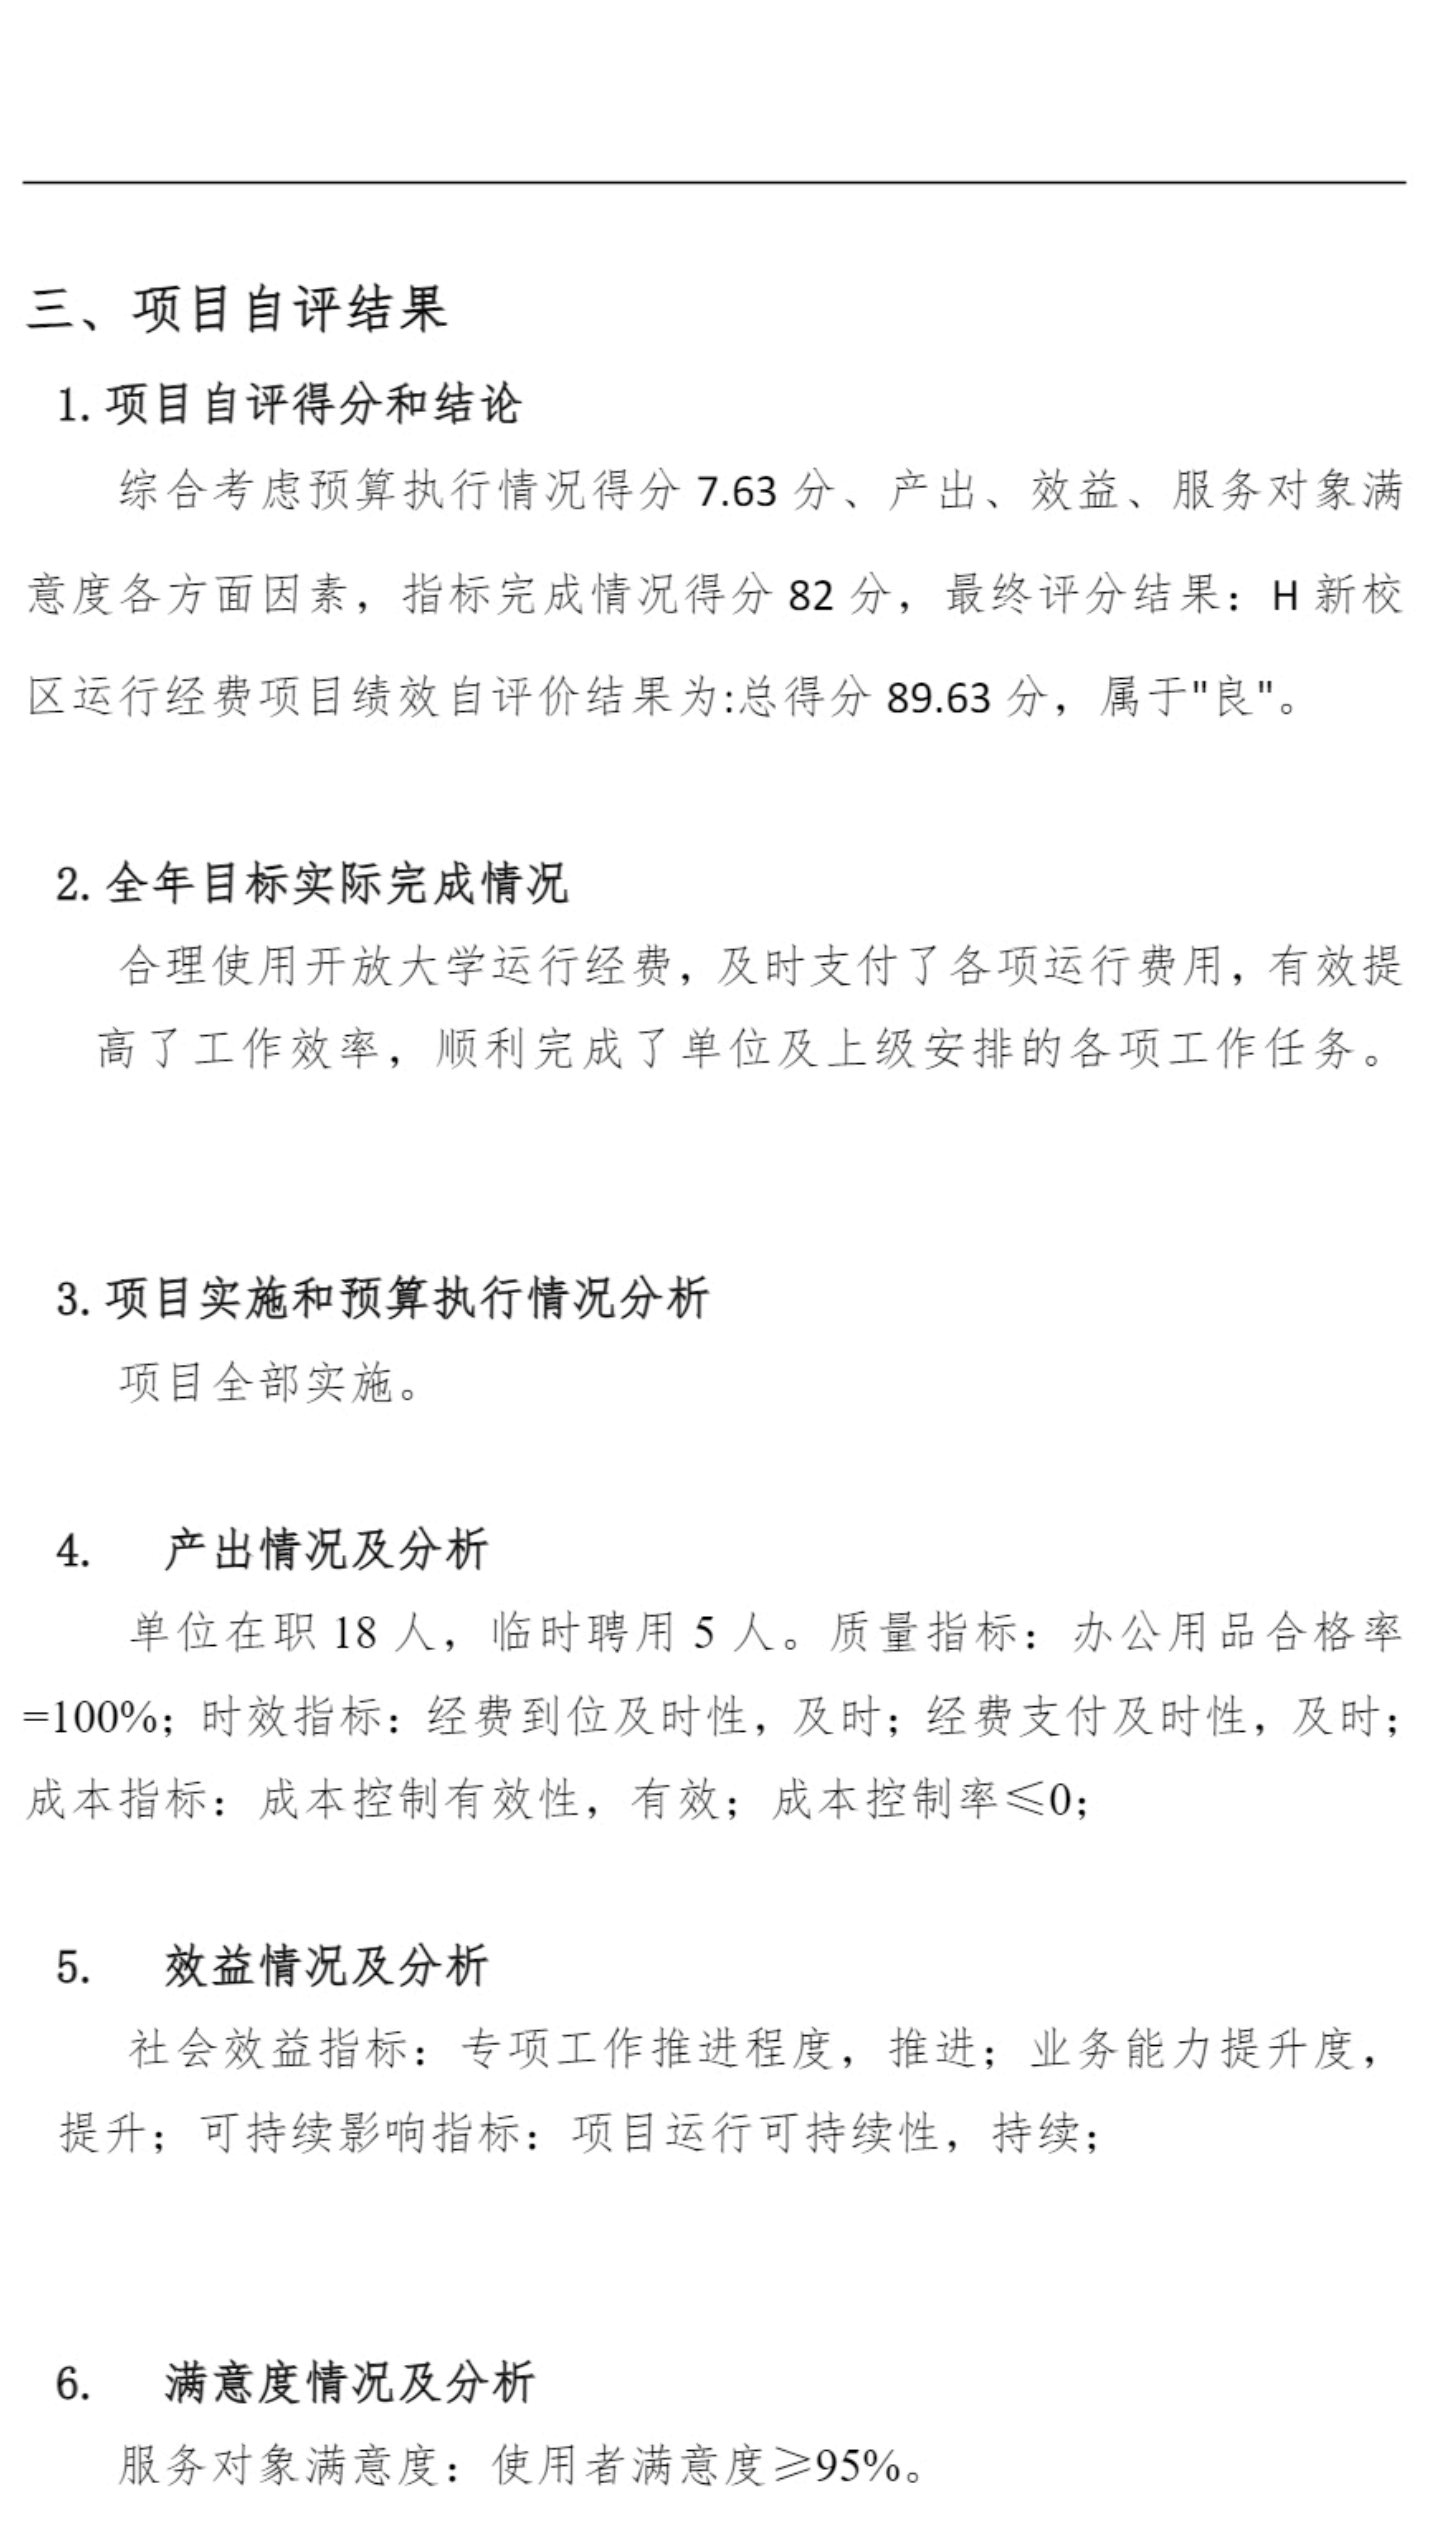 三、项目自评结果
1.项目自评得分和结论
综合考虑预算执行情况得分 7.63 分、产出、效益、服务对象满
意度各方面因素，指标完成情况得分 82 分，最终评分结果：H 新校
区运行经费项目绩效自评价结果为:总得分 89.63 分，属于"良"。
2.全年目标实际完成情况
合理使用开放大学运行经费，及时支付了各项运行费用，有效提
高了工作效率，顺利完成了单位及上级安排的各项工作任务。
3.项目实施和预算执行情况分析
项目全部实施。
4. 产出情况及分析
单位在职 18 人，临时聘用 5 人。质量指标：办公用品合格率
=100%；时效指标：经费到位及时性，及时；经费支付及时性，及时；
成本指标：成本控制有效性，有效；成本控制率≤0；
5. 效益情况及分析
社会效益指标：专项工作推进程度，推进；业务能力提升度，
提升；可持续影响指标：项目运行可持续性，持续；
6. 满意度情况及分析
服务对象满意度：使用者满意度≥95%。